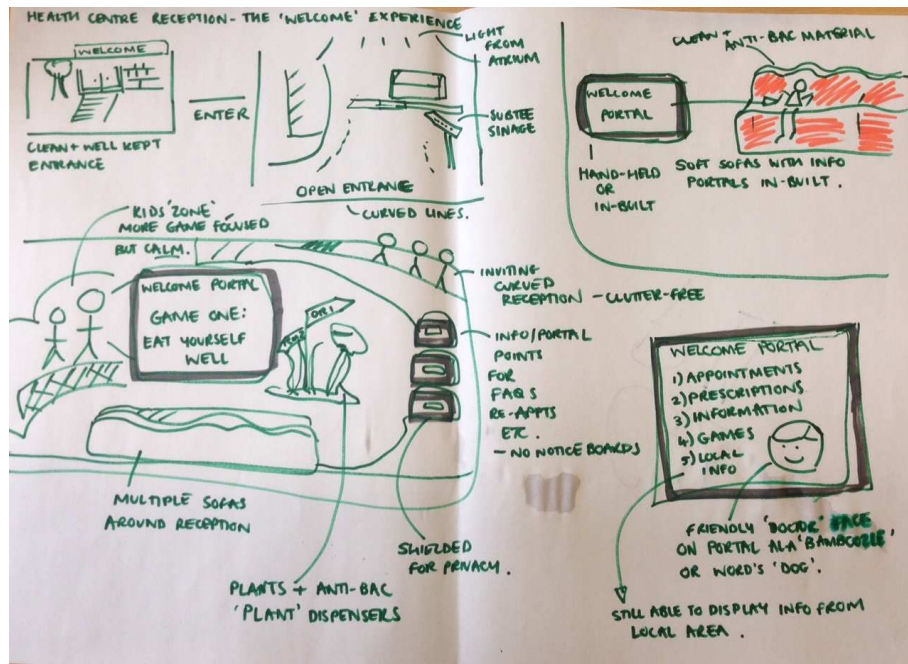 HEALTH CENTRE RECEPTION - THE 'WELCOME' EXPERIENCE
WELCOME
CLEAN + WELL KEPT
ENTRANCE
ENTER
LIGHT
FROM
ATRIUM
SUBTEE
SINAGE
OPEN ENTRANCE
CURVED LINES.
CLEAN +
ANTI-BAC MATERIAL
WELCOME
PORTAL
HAND-HELD
OR
IN-BUILT
SOFT SOFAS WITH INFO
PORTALS IN-BUILT.
KIDS 'ZONE'
MORE GAME FOCUSED
BUT CALM.
WELCOME PORTAL
GAME ONE:
EAT YOURSELF
WELL
RM2
DR1
INVITING
CURVED
RECEPTION - CLUTTER-FREE
INFO/PORTAL
POINTS
FOR
FAQS
RE-APPTS
ETC.
- NO NOTICE BOARDS
MULTIPLE SOFAS
AROUND RECEPTION
PLANTS + ANTI-BAC
'PLANT' DISPENSERS
SHIELDED
FOR PRIVACY.
WELCOME PORTAL
1) APPOINTMENTS
2) PRESCRIPTIONS
3) INFORMATION
4) GAMES
5) LOCAL
INFO
FRIENDLY 'DOCTOR' FACE
ON PORTAL ALA 'BAMBOOZLE'
OR WORD'S 'DOG'.
STILL ABLE TO DISPLAY INFO FROM
LOCAL AREA.